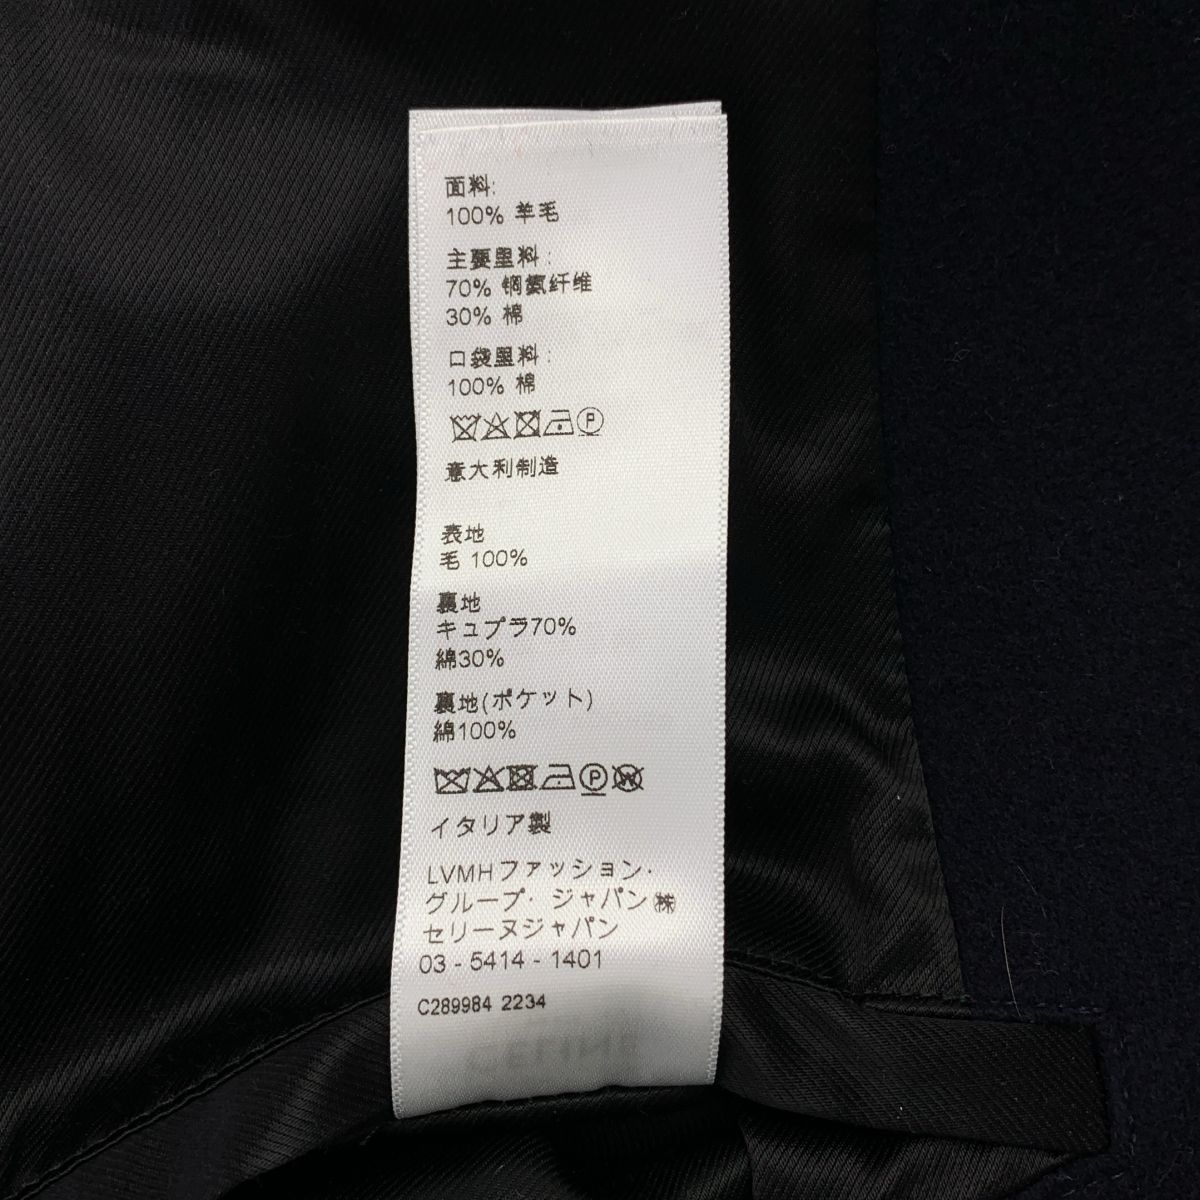 面料:
100% 羊毛
主要里料 :
70% 铜氨纤维
30% 棉
口袋里料 :
100% 棉
P
意大利制造
表地
毛 100%
裏地
キュプラ70%
綿30%
裏地(ポケット)
綿100%
P W
イタリア製
LVMHファッション・
グループ・ジャパン㈱
セリーヌジャパン
03 - 5414 - 1401
C289984 2234
CELINE